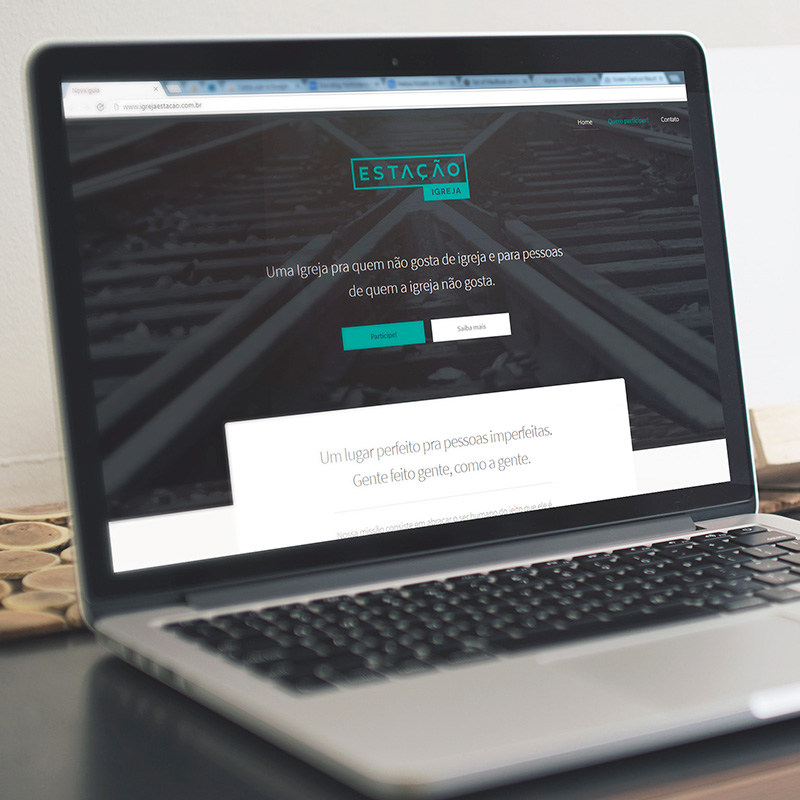 Nova guia
www.igrejaestacao.com.br
Home Quero participar! Contato
ESTAÇÃO
IGREJA
Uma Igreja pra quem não gosta de igreja e para pessoas
de quem a igreja não gosta.
Participe! Saiba mais
Um lugar perfeito pra pessoas imperfeitas.
Gente feito gente, como a gente.
Nossa missão consiste em abraçar o ser humano do jeito que ele é